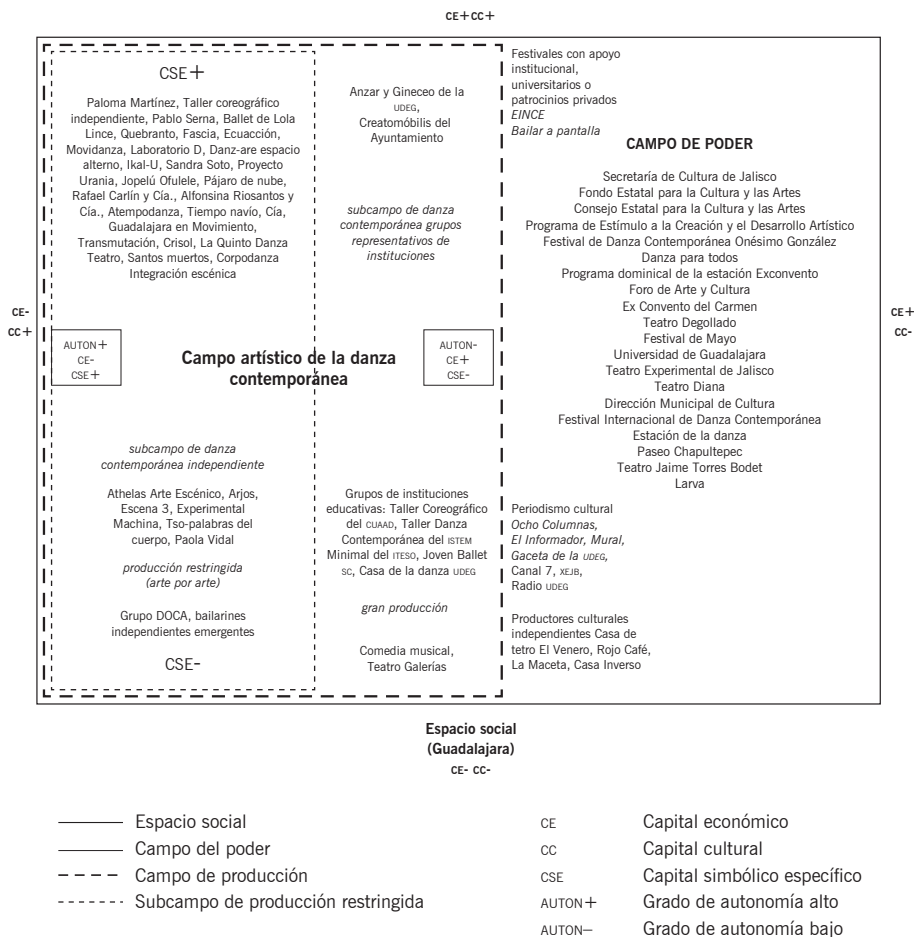 CE+CC+
CSE+
Paloma Martínez, Taller coreográfico
independiente, Pablo Serna, Ballet de Lola
Lince, Quebranto, Fascia, Ecuacción,
Movidanza, Laboratorio D, Danz-are espacio
alterno, Ikal-U, Sandra Soto, Proyecto
Urania, Jopelú Ofulele, Pájaro de nube,
Rafael Carlín y Cía., Alfonsina Riosantos y
Cía., Atempodanza, Tiempo navío, Cía,
Guadalajara en Movimiento,
Transmutación, Crisol, La Quinto Danza
Teatro, Santos muertos, Corpodanza
Integración escénica
Anzar y Gineceo de la
UDEG,
Creatomóbilis del
Ayuntamiento
subcampo de danza
contemporánea grupos
representativos de
instituciones
Festivales con apoyo
institucional,
universitarios o
patrocinios privados
EINCE
Bailar a pantalla
CAMPO DE PODER
Secretaría de Cultura de Jalisco
Fondo Estatal para la Cultura y las Artes
Consejo Estatal para la Cultura y las Artes
Programa de Estímulo a la Creación y el Desarrollo Artístico
Festival de Danza Contemporánea Onésimo González
Danza para todos
Programa dominical de la estación Exconvento
Foro de Arte y Cultura
Ex Convento del Carmen
Teatro Degollado
Festival de Mayo
Universidad de Guadalajara
Teatro Experimental de Jalisco
Teatro Diana
Dirección Municipal de Cultura
Festival Internacional de Danza Contemporánea
Estación de la danza
Paseo Chapultepec
Teatro Jaime Torres Bodet
Larva
CE-
CC+
AUTON+
CE-
CSE+
Campo artístico de la danza
contemporánea
AUTON-
CE+
CSE-
CE+
CC-
subcampo de danza
contemporánea independiente
Athelas Arte Escénico, Arjos,
Escena 3, Experimental
Machina, Tso-palabras del
cuerpo, Paola Vidal
producción restringida
(arte por arte)
Grupo DOCA, bailarines
independientes emergentes
CSE-
Grupos de instituciones
educativas: Taller Coreográfico
del CUAAD, Taller Danza
Contemporánea del ISTEM
Minimal del ITESO, Joven Ballet
SC, Casa de la danza UDEG
gran producción
Comedia musical,
Teatro Galerías
Periodismo cultural
Ocho Columnas,
El Informador, Mural,
Gaceta de la UDEG,
Canal 7, XEJB,
Radio UDEG
Productores culturales
independientes Casa de
tetro El Venero, Rojo Café,
La Maceta, Casa Inverso
Espacio social
(Guadalajara)
CE- CC-
Espacio social
Campo del poder
Campo de producción
Subcampo de producción restringida
CE Capital económico
CC Capital cultural
CSE Capital simbólico específico
AUTON+ Grado de autonomía alto
AUTON– Grado de autonomía bajo